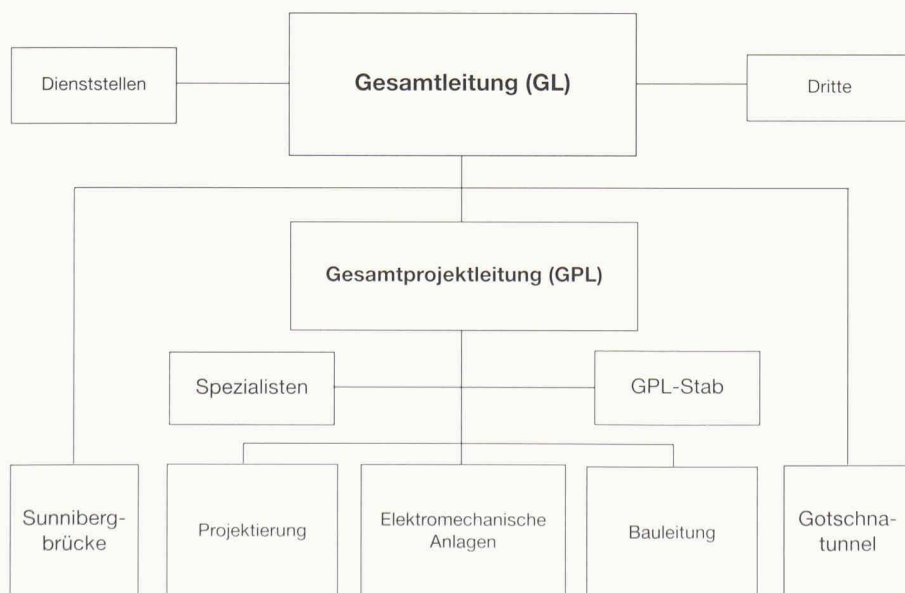 Dienststellen
Gesamtleitung (GL)
Dritte
Gesamtprojektleitung (GPL)
Spezialisten
GPL-Stab
Sunniberg-
brücke
Projektierung
Elektromechanische
Anlagen
Bauleitung
Gotschna-
tunnel